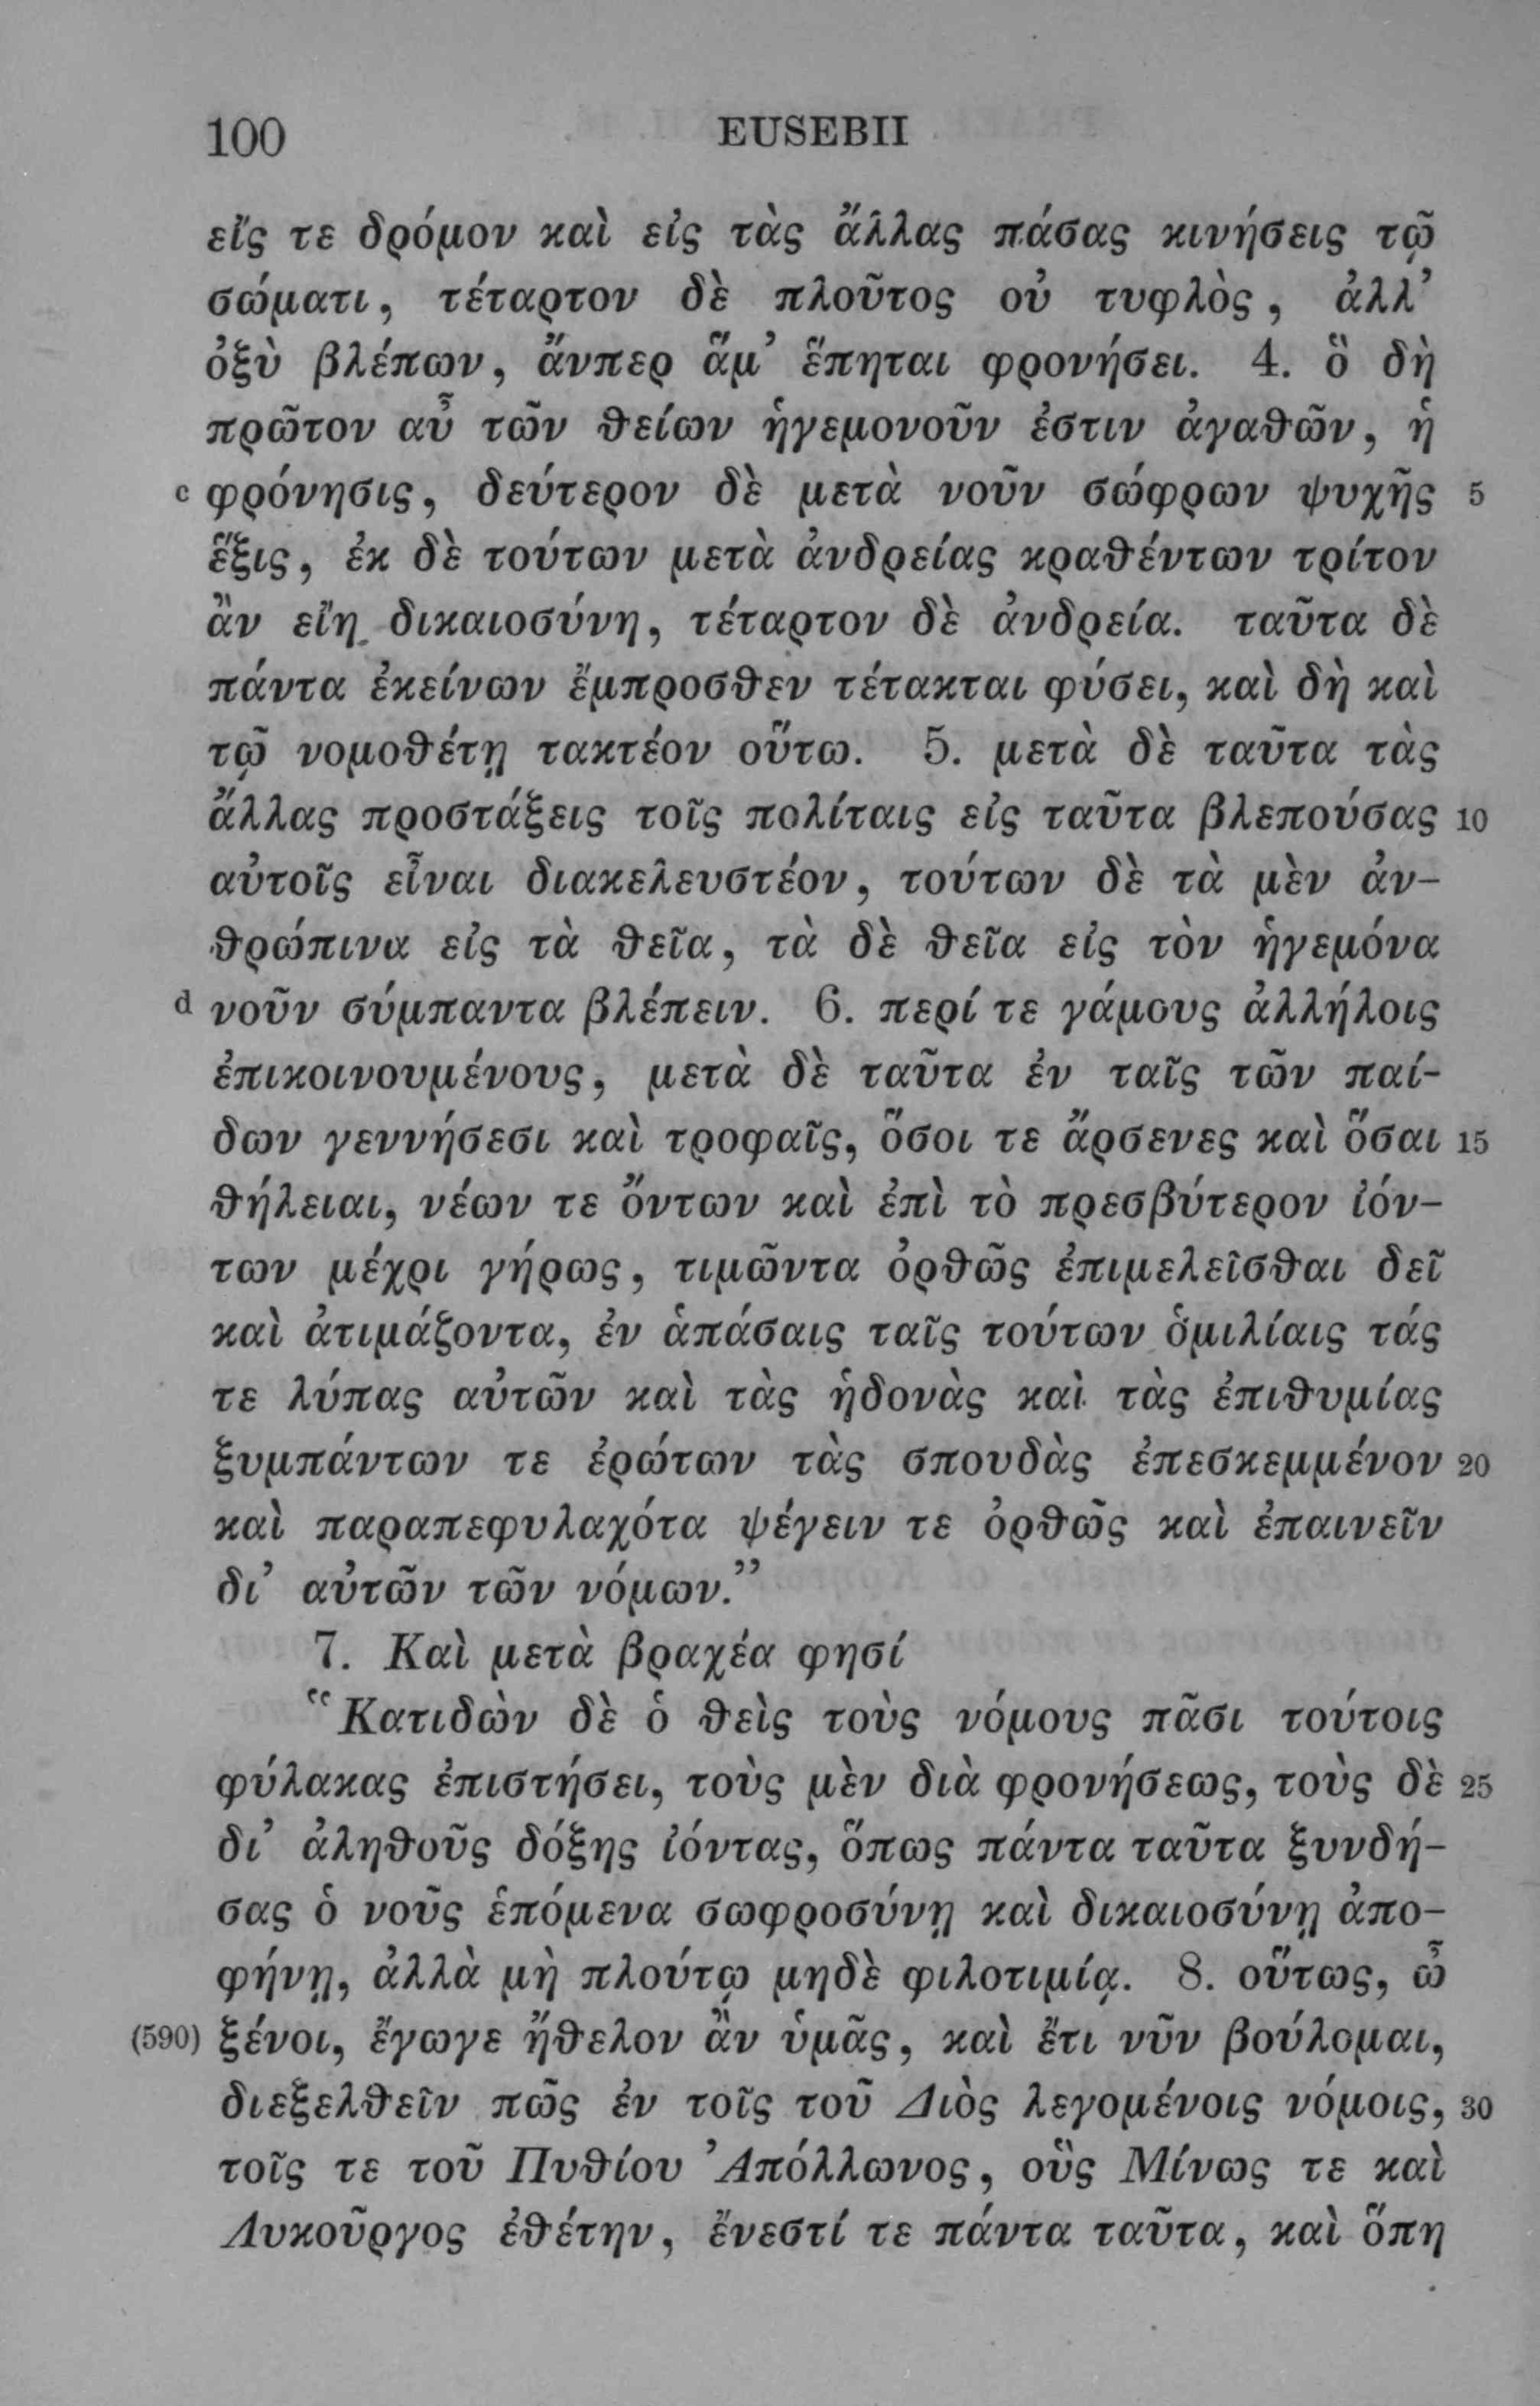 100 EUSEBII
εἴς τε δρόμον καὶ εἰς τὰς ἄλλας πάσας κινήσεις τῷ
σώματι, τέταρτον δὲ πλοῦτος οὐ τυφλὸς, ἀλλ’
ὀξὺ βλέπων, ἄνπερ ἅμ’ ἕπηται φρονήσει. 4. ὃ δὴ
πρῶτον αὖ τῶν θείων ἡγεμονοῦν ἐστιν ἀγαθῶν, ἡ
c φρόνησις, δεύτερον δὲ μετὰ νοῦν σώφρων ψυχῆς 5
ἕξις, ἐκ δὲ τούτων μετὰ ἀνδρείας κραθέντων τρίτον
ἂν εἴη δικαιοσύνη, τέταρτον δὲ ἀνδρεία. ταῦτα δὲ
πάντα ἐκείνων ἔμπροσθεν τέτακται φύσει, καὶ δὴ καὶ
τῷ νομοθέτῃ τακτέον οὕτω. 5. μετὰ δὲ ταῦτα τὰς
ἄλλας προστάξεις τοῖς πολίταις εἰς ταῦτα βλεπούσας 10
αὐτοῖς εἶναι διακελευστέον, τούτων δὲ τὰ μὲν ἀν-
θρώπινα εἰς τὰ θεῖα, τὰ δὲ θεῖα εἰς τὸν ἡγεμόνα
d νοῦν σύμπαντα βλέπειν. 6. περί τε γάμους ἀλλήλοις
ἐπικοινουμένους, μετὰ δὲ ταῦτα ἐν ταῖς τῶν παί-
δων γεννήσεσι καὶ τροφαῖς, ὅσοι τε ἄρσενες καὶ ὅσαι 15
θήλειαι, νέων τε ὄντων καὶ ἐπὶ τὸ πρεσβύτερον ἰόν-
των μέχρι γήρως, τιμῶντα ὀρθῶς ἐπιμελεῖσθαι δεῖ
καὶ ἀτιμάζοντα, ἐν ἁπάσαις ταῖς τούτων ὁμιλίαις τάς
τε λύπας αὐτῶν καὶ τὰς ἡδονὰς καὶ τὰς ἐπιθυμίας
ξυμπάντων τε ἐρώτων τὰς σπουδὰς ἐπεσκεμμένον 20
καὶ παραπεφυλαχότα ψέγειν τε ὀρθῶς καὶ ἐπαινεῖν
δι’ αὐτῶν τῶν νόμων.”
7. Καὶ μετὰ βραχέα φησί
“Κατιδὼν δὲ ὁ θεὶς τοὺς νόμους πᾶσι τούτοις
φύλακας ἐπιστήσει, τοὺς μὲν διὰ φρονήσεως, τοὺς δὲ 25
δι’ ἀληθοῦς δόξης ἰόντας, ὅπως πάντα ταῦτα ξυνδή-
σας ὁ νοῦς ἑπόμενα σωφροσύνῃ καὶ δικαιοσύνῃ ἀπο-
φήνῃ, ἀλλὰ μὴ πλούτῳ μηδὲ φιλοτιμίᾳ. 8. οὕτως, ὦ
(590) ξένοι, ἔγωγε ἤθελον ἂν ὑμᾶς, καὶ ἔτι νῦν βούλομαι,
διεξελθεῖν πῶς ἐν τοῖς τοῦ Διὸς λεγομένοις νόμοις, 30
τοῖς τε τοῦ Πυθίου Ἀπόλλωνος, οὓς Μίνως τε καὶ
Λυκοῦργος ἐθέτην, ἔνεστί τε πάντα ταῦτα, καὶ ὅπη